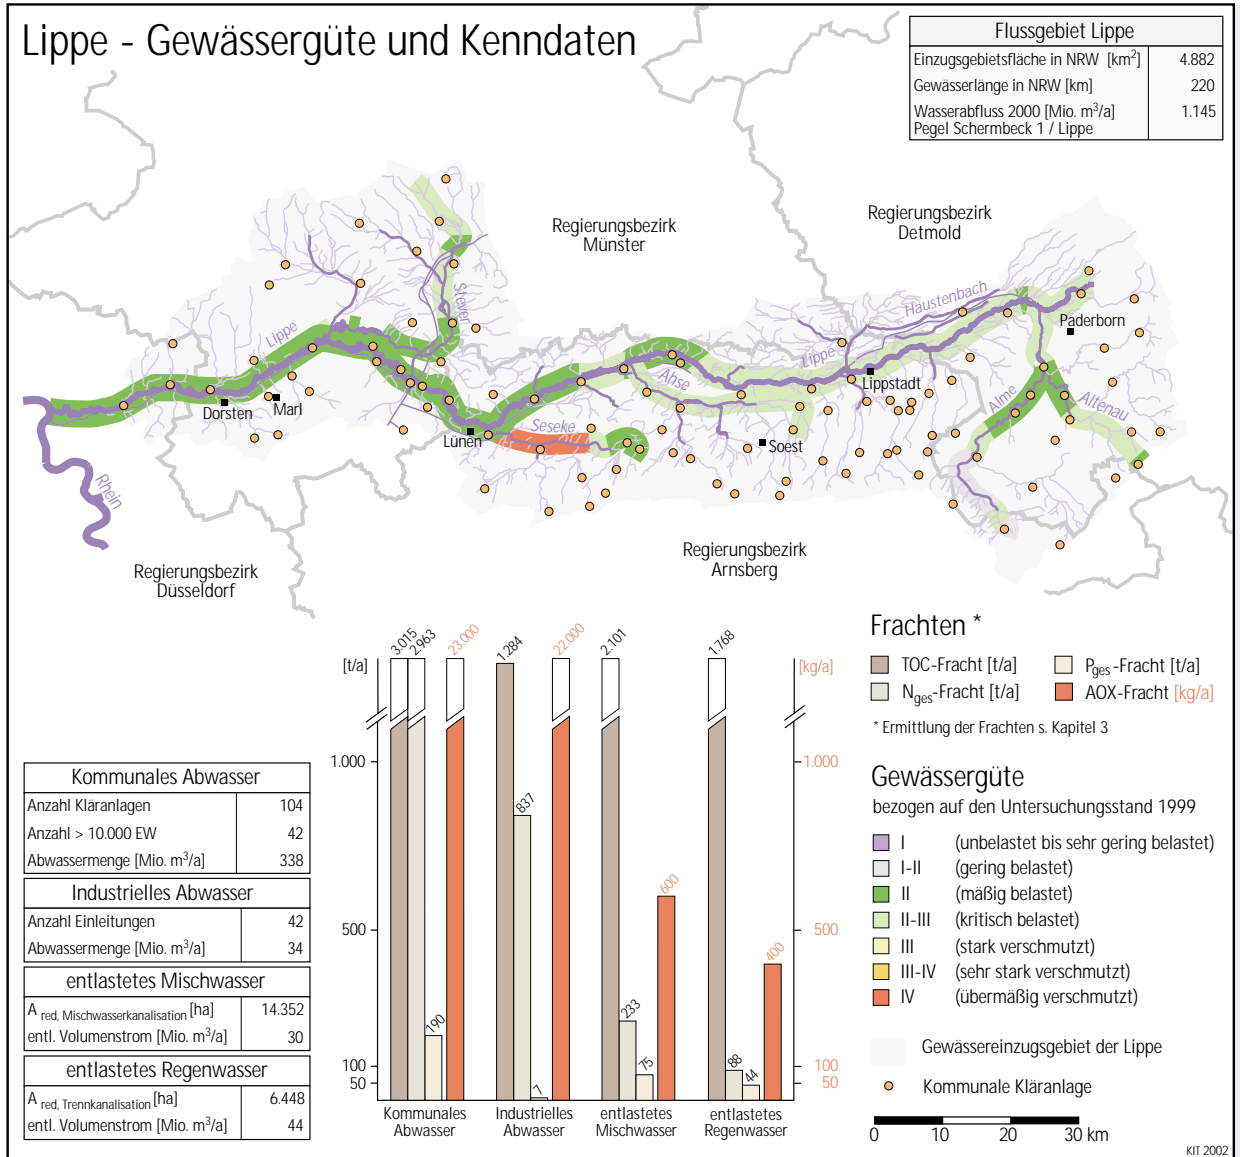 Lippe - Gewässergüte und Kenndaten
Flussgebiet Lippe
Einzugsgebietsfläche in NRW [km²] 4.882
Gewässerlänge in NRW [km] 220
Wasserabfluss 2000 [Mio. m³/a] 1.145
Pegel Schermbeck 1 / Lippe
Regierungsbezirk
Münster
Regierungsbezirk
Detmold
Haustenbach
Stever
Lippe
Paderborn
Lippe
Ahse
Lippstadt
Dorsten
Marl
Alme
Altenau
Seseke
Lünen
Soest
Rhein
Regierungsbezirk
Arnsberg
Regierungsbezirk
Düsseldorf
Frachten *
TOC-Fracht [t/a]
Pges-Fracht [t/a]
Nges-Fracht [t/a]
AOX-Fracht [kg/a]
* Ermittlung der Frachten s. Kapitel 3
[t/a]
3.015
2.963
23.000
1.284
22.000
2.101
1.768
[kg/a]
1.000
1.000
837
600
500
500
400
190
233
75
88
44
7
100
100
50
50
Kommunales
Abwasser
Industrielles
Abwasser
entlastetes
Mischwasser
entlastetes
Regenwasser
Kommunales Abwasser
Anzahl Kläranlagen 104
Anzahl > 10.000 EW 42
Abwassermenge [Mio. m³/a] 338
Industrielles Abwasser
Anzahl Einleitungen 42
Abwassermenge [Mio. m³/a] 34
entlastetes Mischwasser
A red, Mischwasserkanalisation [ha] 14.352
entl. Volumenstrom [Mio. m³/a] 30
entlastetes Regenwasser
A red, Trennkanalisation [ha] 6.448
entl. Volumenstrom [Mio. m³/a] 44
Gewässergüte
bezogen auf den Untersuchungsstand 1999
I (unbelastet bis sehr gering belastet)
I-II (gering belastet)
II (mäßig belastet)
II-III (kritisch belastet)
III (stark verschmutzt)
III-IV (sehr stark verschmutzt)
IV (übermäßig verschmutzt)
Gewässereinzugsgebiet der Lippe
Kommunale Kläranlage
0 10 20 30 km
KIT 2002